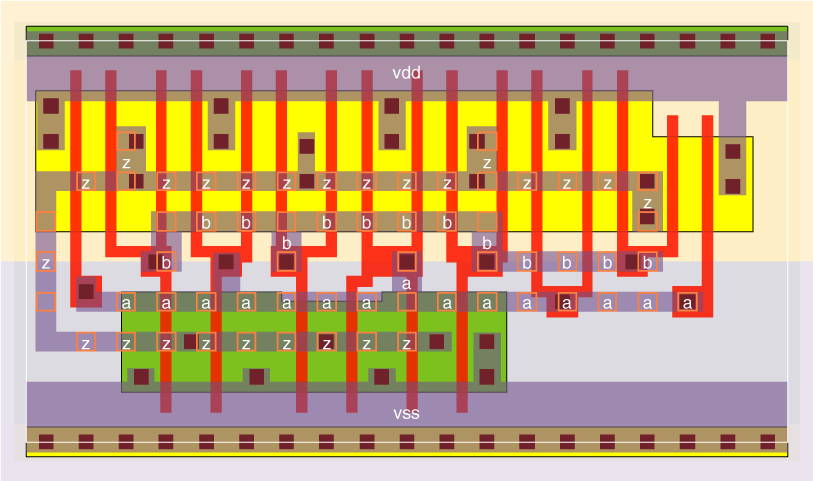 vdd
z z
z z z z z z z z z z z z
z
b b b b b b b
b b
z b b b b b
a
a a a a a a a a a a a a a a
z z z z z z z z z
vss